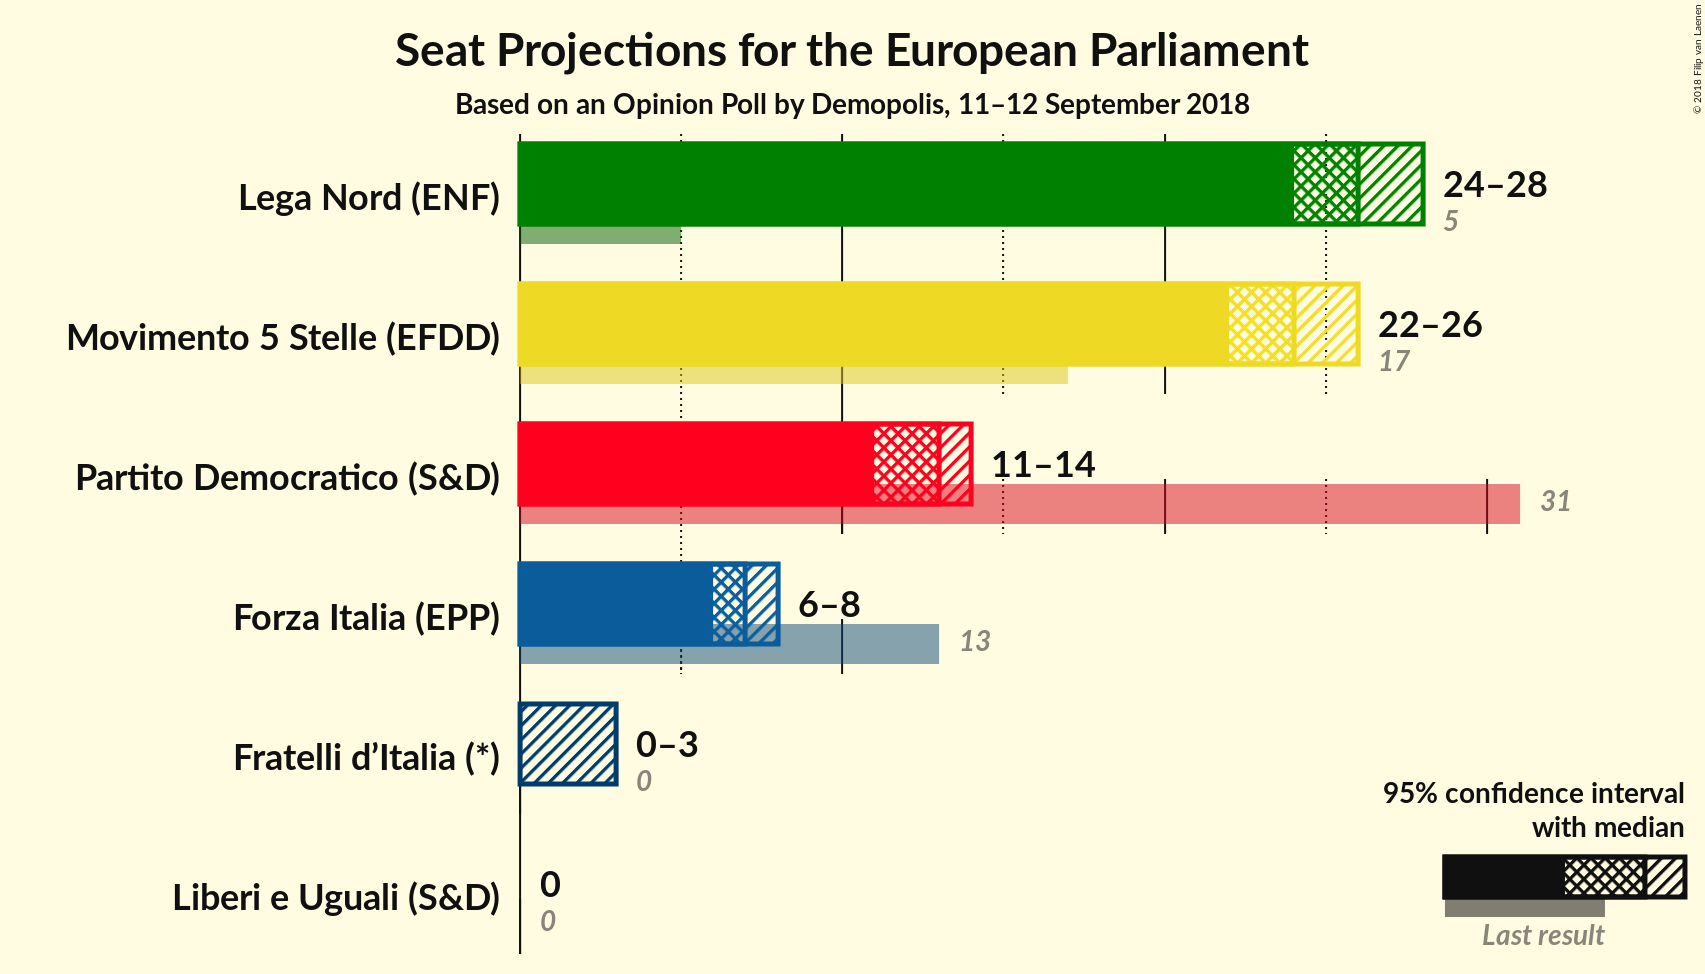 Seat Projections for the European Parliament
Based on an Opinion Poll by Demopolis, 11–12 September 2018
© 2018 Filip van Laenen
Lega Nord (ENF)
24–28
5
Movimento 5 Stelle (EFDD)
22–26
17
Partito Democratico (S&D)
11–14
31
Forza Italia (EPP)
6–8
13
Fratelli d’Italia (*)
0–3
0
Liberi e Uguali (S&D)
0
0
95% confidence interval
with median
Last result